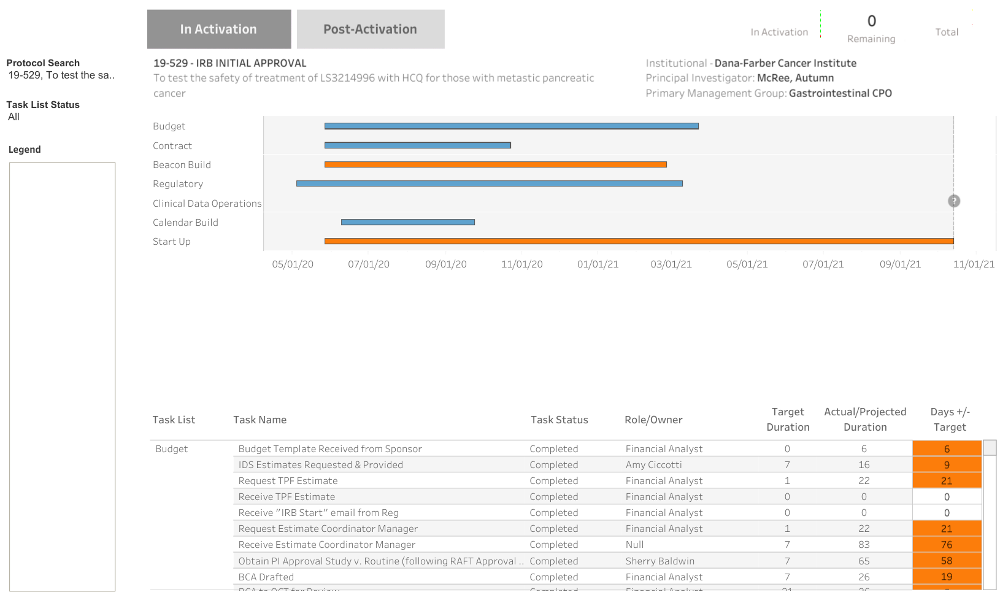 In Activation
Post-Activation
In Activation
0
Remaining
Total
Protocol Search
19-529, To test the sa..
Task List Status
All
Legend
19-529 - IRB INITIAL APPROVAL
To test the safety of treatment of LS3214996 with HCQ for those with metastic pancreatic
cancer
Institutional - Dana-Farber Cancer Institute
Principal Investigator: McRee, Autumn
Primary Management Group: Gastrointestinal CPO
Budget
Contract
Beacon Build
Regulatory
Clinical Data Operations
?
Calendar Build
Start Up
05/01/20 07/01/20 09/01/20 11/01/20 01/01/21 03/01/21 05/01/21 07/01/21 09/01/21 11/01/21
Task List Task Name Task Status Role/Owner Target Duration Actual/Projected Duration Days +/- Target
Budget Budget Template Received from Sponsor Completed Financial Analyst 0 6 6
IDS Estimates Requested & Provided Completed Amy Ciccotti 7 16 9
Request TPF Estimate Completed Financial Analyst 1 22 21
Receive TPF Estimate Completed Financial Analyst 0 0 0
Receive "IRB Start" email from Reg Completed Financial Analyst 0 0 0
Request Estimate Coordinator Manager Completed Financial Analyst 1 22 21
Receive Estimate Coordinator Manager Completed Null 7 83 76
Obtain PI Approval Study v. Routine (following RAFT Approval .. Completed Sherry Baldwin 7 65 58
BCA Drafted Completed Financial Analyst 7 26 19